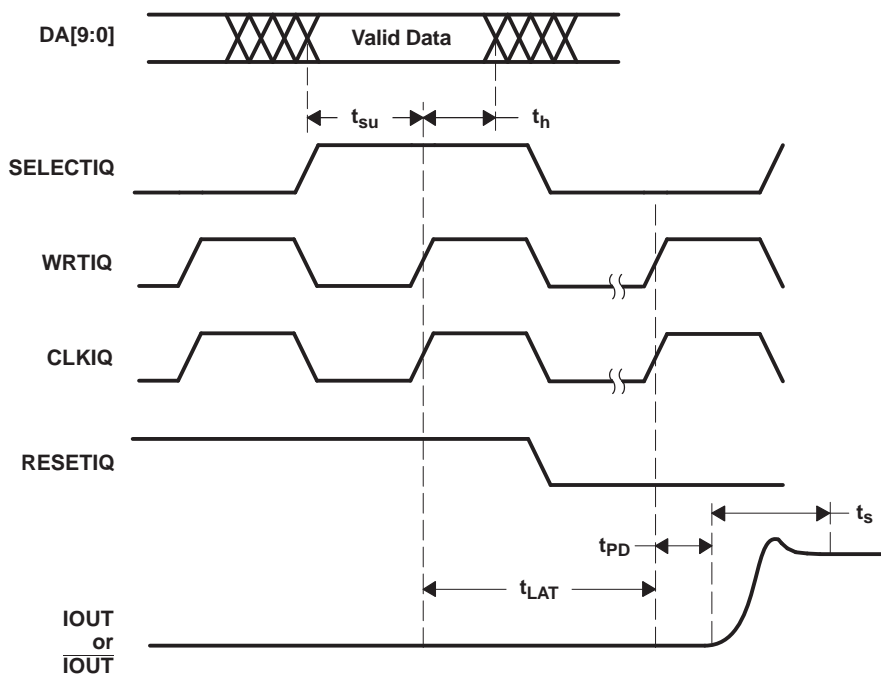 DA[9:0]
Valid Data
tsu
th
SELECTIQ
WRTIQ
CLKIQ
RESETIQ
ts
tPD
tLAT
IOUT
or
IOUT